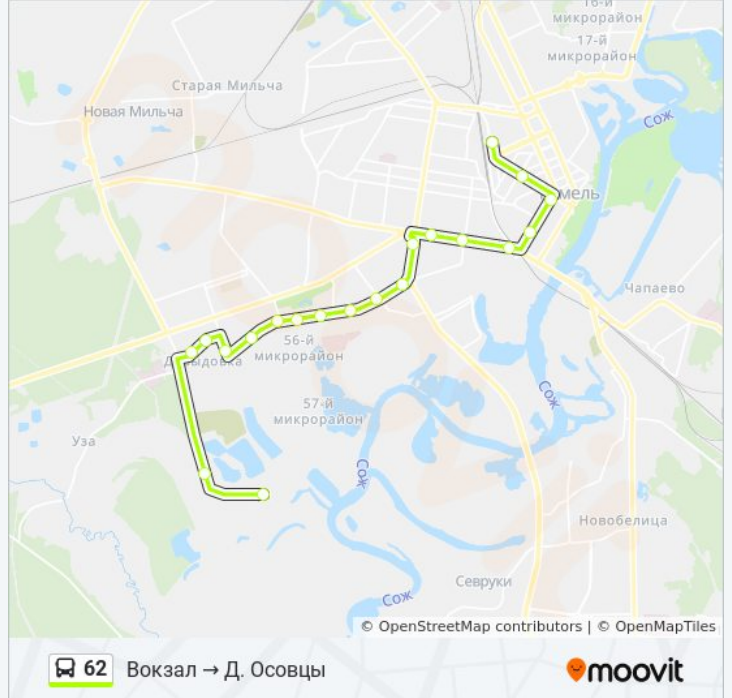 16-й
микрорайон
17-й
микрорайон
Старая Мильча
Новая Мильча
Сож
мель
Чапаево
56-й
микрорайон
Д выдовка
57-й
микрорайон
Сож
Уза
Сож
Новобелица
Севруки
Сож
© OpenStreetMap contributors | © OpenMapTiles
62 Вокзал → Д. Осовцы
moovit